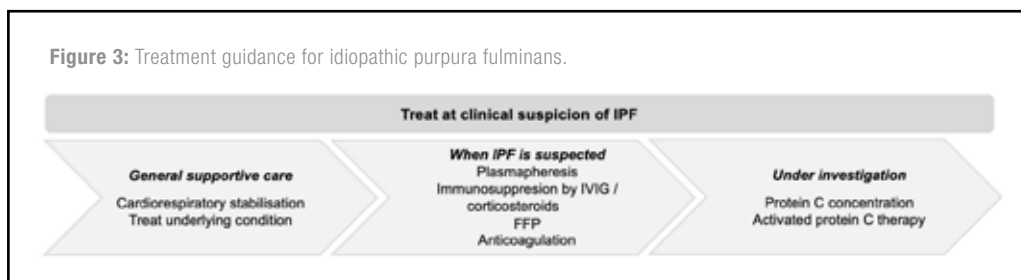 Figure 3: Treatment guidance for idiopathic purpura fulminans.
Treat at clinical suspicion of IPF
General supportive care
Cardiorespiratory stabilisation
Treat underlying condition
When IPF is suspected
Plasmapheresis
Immunosuppresion by IVIG /
corticosteroids
FFP
Anticoagulation
Under investigation
Protein C concentration
Activated protein C therapy